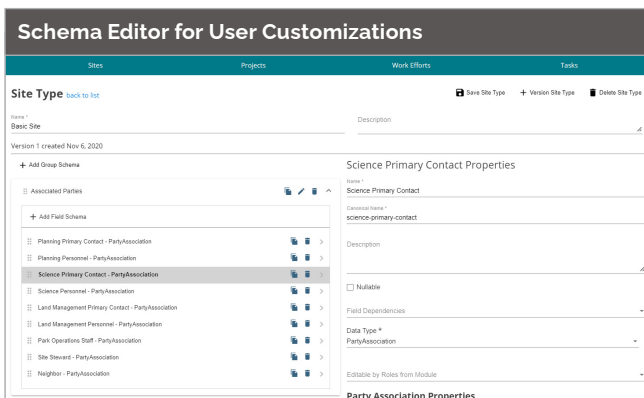 Schema Editor for User Customizations
Sites Projects Work Efforts Tasks
Site Type back to list
Save Site Type + Version Site Type Delete Site Type
Name *
Basic Site
Description
Version 1 created Nov 6, 2020
+ Add Group Schema
Associated Parties
+ Add Field Schema
Planning Primary Contact - PartyAssociation
Planning Personnel - PartyAssociation
Science Primary Contact - PartyAssociation
Science Personnel - PartyAssociation
Land Management Primary Contact - PartyAssociation
Land Management Personnel - PartyAssociation
Park Operations Staff - PartyAssociation
Site Steward - PartyAssociation
Neighbor - PartyAssociation
Science Primary Contact Properties
Name *
Science Primary Contact
Canonical Name *
science-primary-contact
Description
Nullable
Field Dependencies
Data Type *
PartyAssociation
Editable by Roles from Module
Party Association Properties